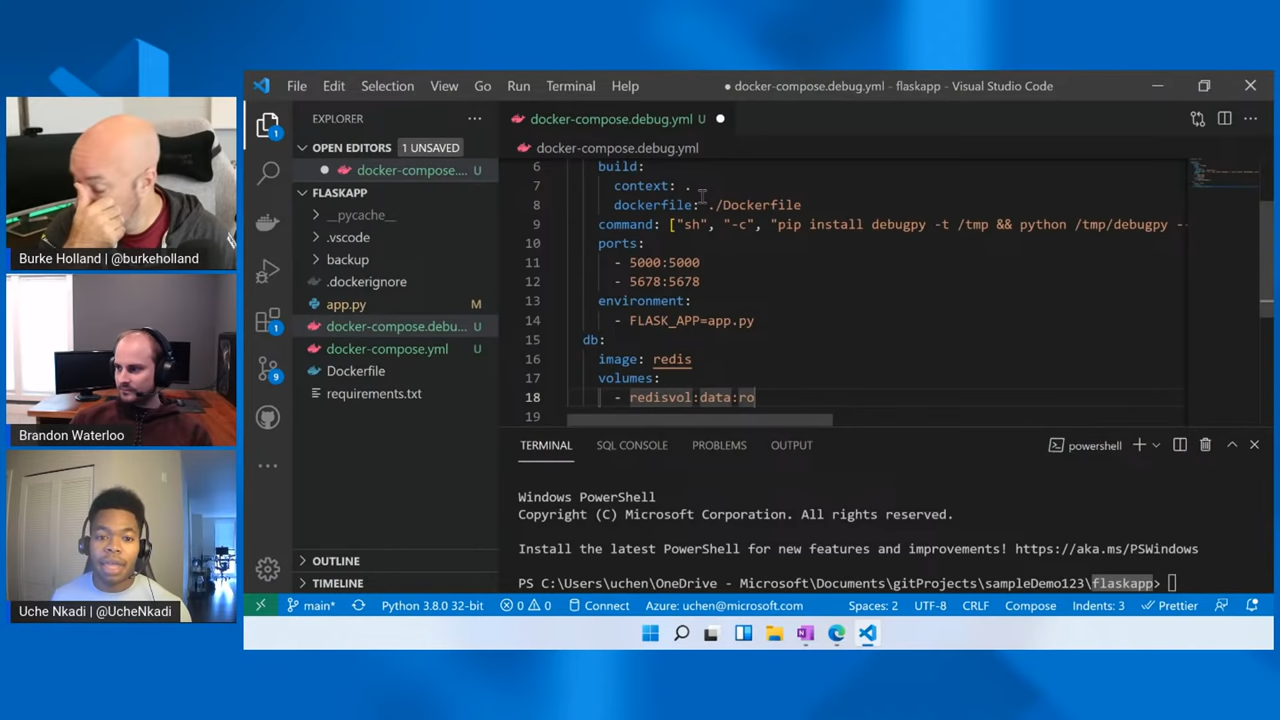 File Edit Selection View Go Run Terminal Help
● docker-compose.debug.yml - flaskapp - Visual Studio Code
EXPLORER
OPEN EDITORS 1 UNSAVED
docker-compose....
FLASKAPP
__pycache__
.vscode
backup
.dockerignore
app.py M
docker-compose.debu... U
docker-compose.yml U
Dockerfile
requirements.txt
OUTLINE
TIMELINE
1
1
9
docker-compose.debug.yml U
docker-compose.debug.yml
6 build:
7 context: .
8 dockerfile: ./Dockerfile
9 command: ["sh", "-c", "pip install debugpy -t /tmp && python /tmp/debugpy --
10 ports:
11 - 5000:5000
12 - 5678:5678
13 environment:
14 - FLASK_APP=app.py
15 db:
16 image: redis
17 volumes:
18 - redisvol:data:ro
19
TERMINAL SQL CONSOLE PROBLEMS OUTPUT
powershell
Windows PowerShell
Copyright (C) Microsoft Corporation. All rights reserved.
Install the latest PowerShell for new features and improvements! https://aka.ms/PSWindows
PS C:\Users\uchen\OneDrive - Microsoft\Documents\gitProjects\sampleDemo123\flaskapp>
main* Python 3.8.0 32-bit 0 0 Connect Azure: uchen@microsoft.com Spaces: 2 UTF-8 CRLF Compose Indents: 3 Prettier
Burke Holland | @burkeholland
Brandon Waterloo
Uche Nkadi | @UcheNkadi